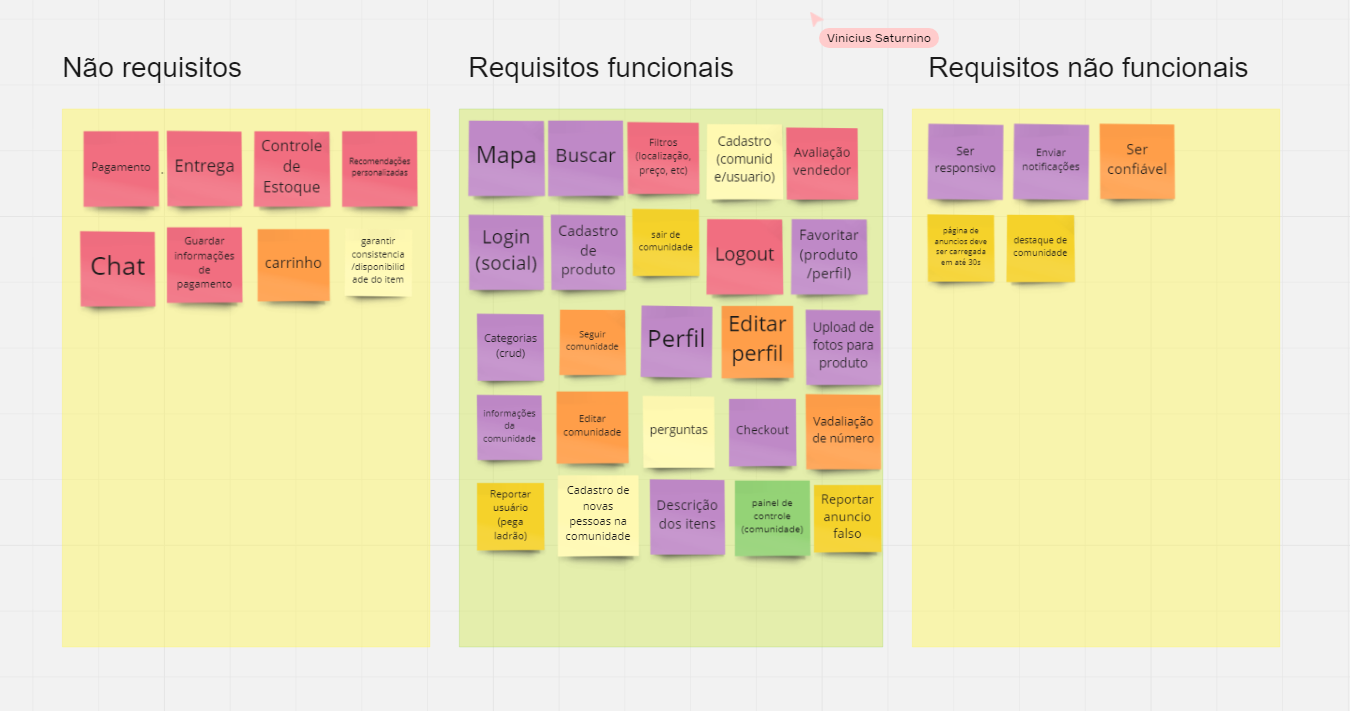 Vinicius Saturnino
Não requisitos
Requisitos funcionais
Requisitos não funcionais
Pagamento
.
Entrega
Controle
de
Estoque
Recomendações
personalizadas
Chat
Guardar
informações
de
pagamento
carrinho
garantir
consistencia
/disponibilid
ade do item
Mapa
Buscar
Filtros
(localização,
preço, etc)
Cadastro
(comunid
e/usuario)
Avaliação
vendedor
Login
(social)
Cadastro
de
produto
sair de
comunidade
Logout
Favoritar
(produto
/perfil)
Categorias
(crud)
Seguir
comunidade
Perfil
Editar
perfil
Upload de
fotos para
produto
Informações
da
comunidade
Editar
comunidade
perguntas
Checkout
Vadaliação
de número
Reportar
usuário
(pega
ladrão)
Cadastro de
novas
pessoas na
comunidade
Descrição
dos itens
painel de
controle
(comunidade)
Reportar
anuncio
falso
Ser
responsivo
Enviar
notificações
Ser
confiável
página de
anuncios deve
ser carregada
em até 30s
destaque de
comunidade